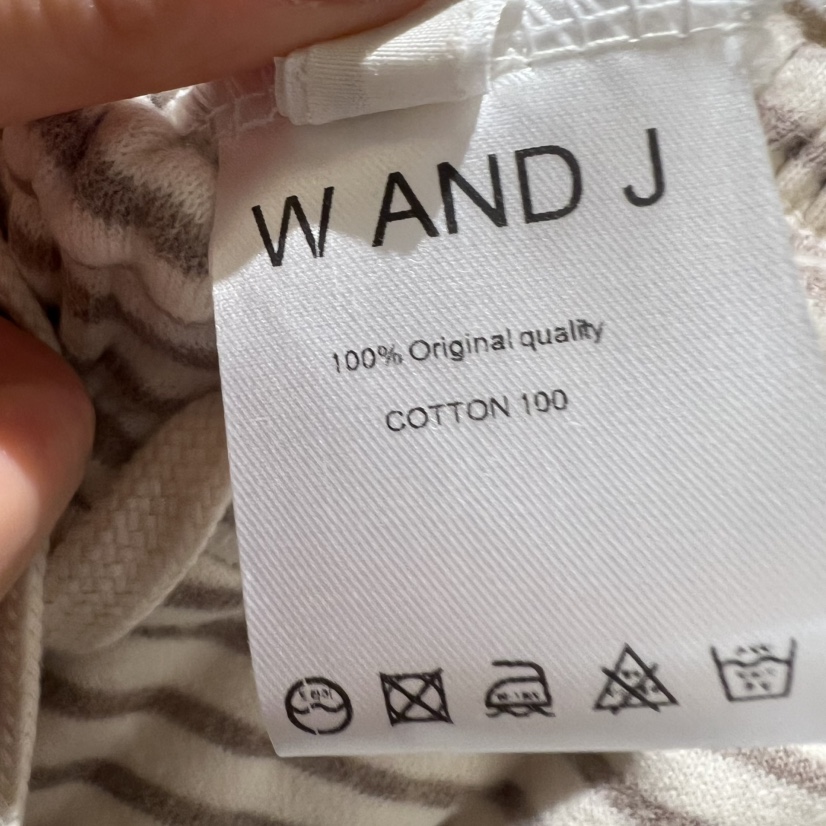 W AND J
100% Original quality
COTTON 100